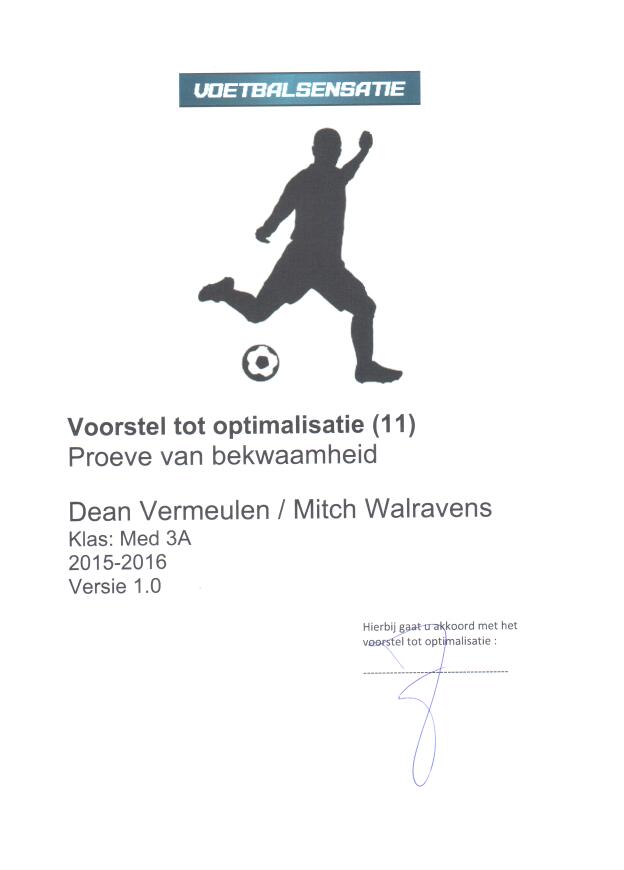 VOETBALSENSATIE
Voorstel tot optimalisatie (11)
Proeve van bekwaamheid
Dean Vermeulen / Mitch Walravens
Klas: Med 3A
2015-2016
Versie 1.0
Hierbij gaat u akkoord met het
voorstel tot optimalisatie :